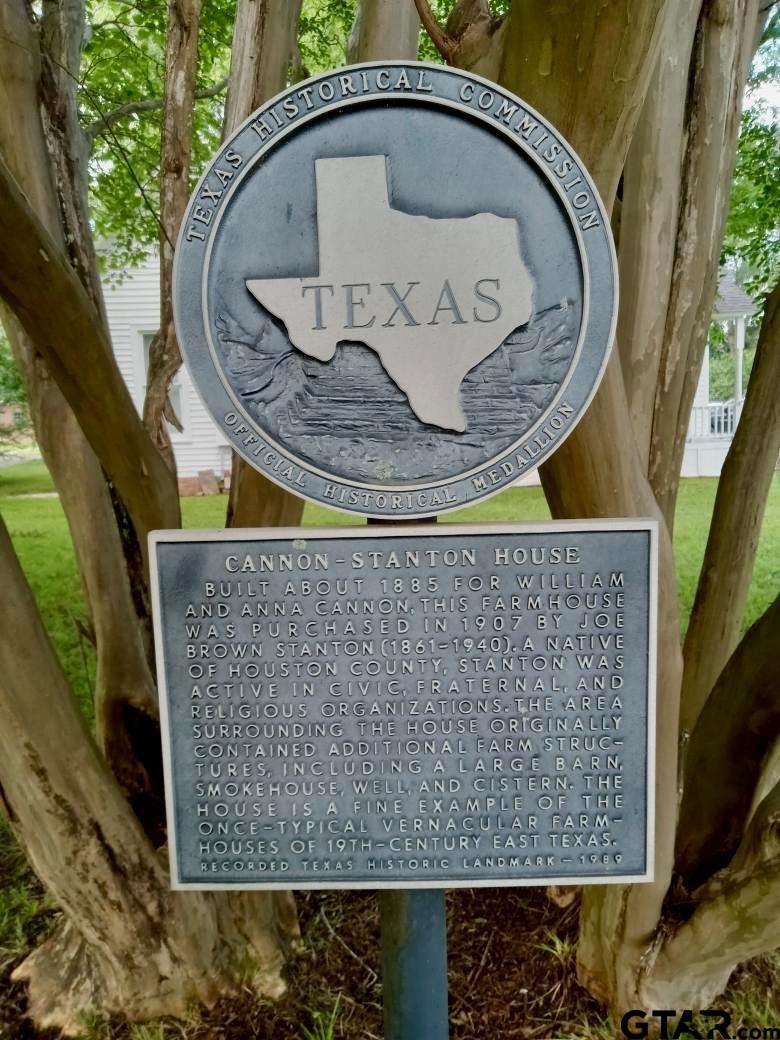 TEXAS HISTORICAL COMMISSION
TEXAS
OFFICIAL HISTORICAL MEDALLION
CANNON-STANTON HOUSE
BUILT ABOUT 1885 FOR WILLIAM
AND ANNA CANNON, THIS FARMHOUSE
WAS PURCHASED IN 1907 BY JOE
BROWN STANTON (1861-1940). A NATIVE
OF HOUSTON COUNTY, STANTON WAS
ACTIVE IN CIVIC, FRATERNAL, AND
RELIGIOUS ORGANIZATIONS. THE AREA
SURROUNDING THE HOUSE ORIGINALLY
CONTAINED ADDITIONAL FARM STRUC-
TURES, INCLUDING A LARGE BARN,
SMOKEHOUSE, WELL, AND CISTERN. THE
HOUSE IS A FINE EXAMPLE OF THE
ONCE-TYPICAL VERNACULAR FARM-
HOUSES OF 19TH-CENTURY EAST TEXAS.
RECORDED TEXAS HISTORIC LANDMARK - 1989
GTAR.com